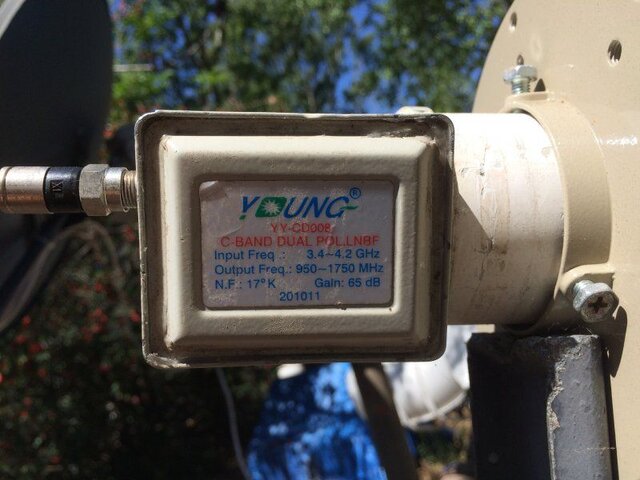 YOUNG®
YY-CD008
C-BAND DUAL POL.LNBF
Input Freq .: 3.4~4.2 GHz
Output Freq.: 950~1750 MHz
N.F.: 17°K Gain: 65 dB
201011